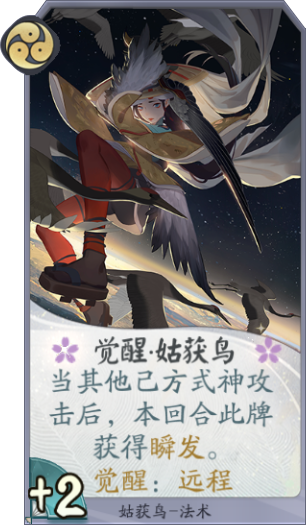 觉醒·姑获鸟
当其他己方式神攻
击后，本回合此牌
获得瞬发。
觉醒：远程
+2
姑获鸟-法术